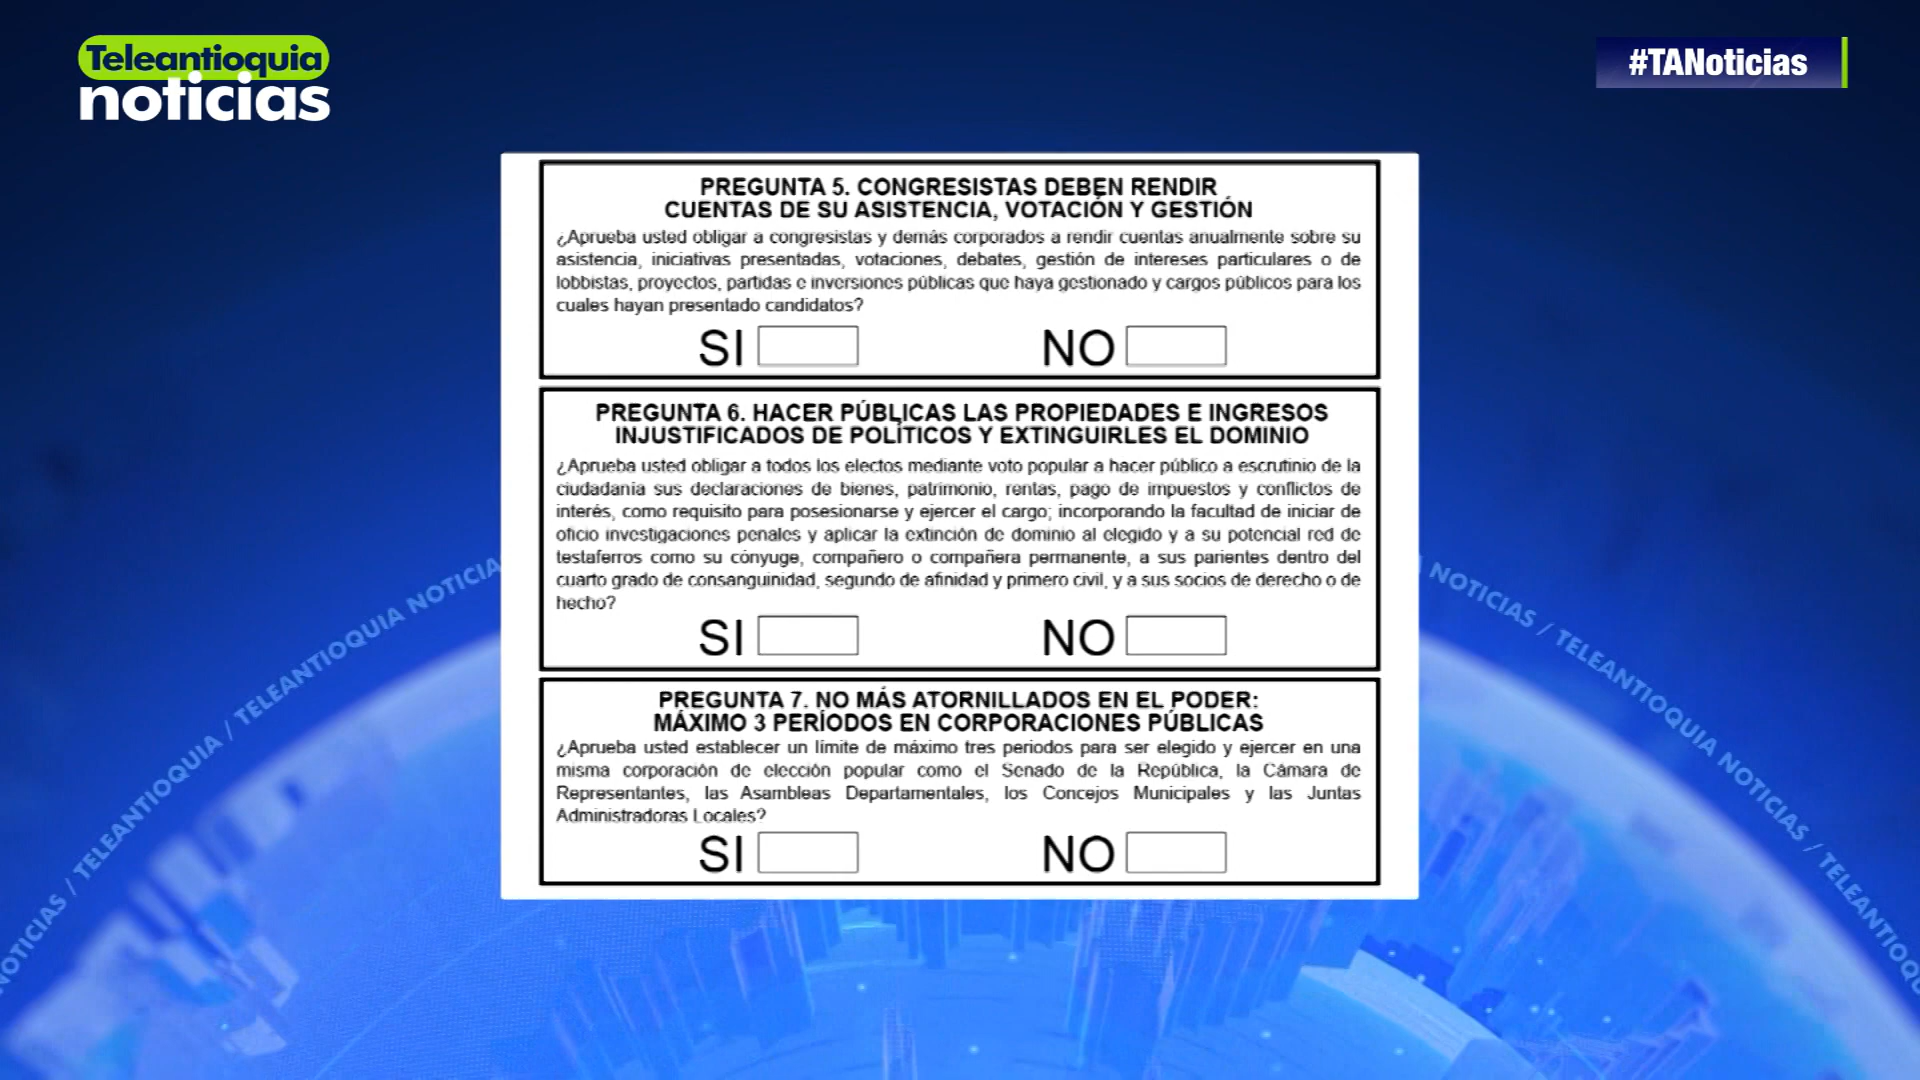 Teleantioquia
noticias
#TANoticias
PREGUNTA 5. CONGRESISTAS DEBEN RENDIR
CUENTAS DE SU ASISTENCIA, VOTACIÓN Y GESTIÓN
¿Aprueba usted obligar a congresistas y demás corporados a rendir cuentas anualmente sobre su
asistencia, iniciativas presentadas, votaciones, debates, gestión de intereses particulares o de
lobbistas, proyectos, partidas e inversiones públicas que haya gestionado y cargos públicos para los
cuales hayan presentado candidatos?
SI NO
PREGUNTA 6. HACER PÚBLICAS LAS PROPIEDADES E INGRESOS
INJUSTIFICADOS DE POLÍTICOS Y EXTINGUIRLES EL DOMINIO
¿Aprueba usted obligar a todos los electos mediante voto popular a hacer público a escrutinio de la
ciudadanía sus declaraciones de bienes, patrimonio, rentas, pago de impuestos y conflictos de
interés, como requisito para posesionarse y ejercer el cargo; incorporando la facultad de iniciar de
oficio investigaciones penales y aplicar la extinción de dominio al elegido y a su potencial red de
testaferros como su cónyuge, compañero o compañera permanente, a sus parientes dentro del
cuarto grado de consanguinidad, segundo de afinidad y primero civil, y a sus socios de derecho o de
hecho?
SI NO
PREGUNTA 7. NO MÁS ATORNILLADOS EN EL PODER:
MÁXIMO 3 PERÍODOS EN CORPORACIONES PÚBLICAS
¿Aprueba usted establecer un límite de máximo tres periodos para ser elegido y ejercer en una
misma corporación de elección popular como el Senado de la República, la Cámara de
Representantes, las Asambleas Departamentales, los Concejos Municipales y las Juntas
Administradoras Locales?
SI NO
NOTICIAS / TELEANTIOQUIA / TELEANTIOQUIA NOTICIA
NOTICIAS / TELEANTIOQUIA NOTICIAS / TELEANTIOQU